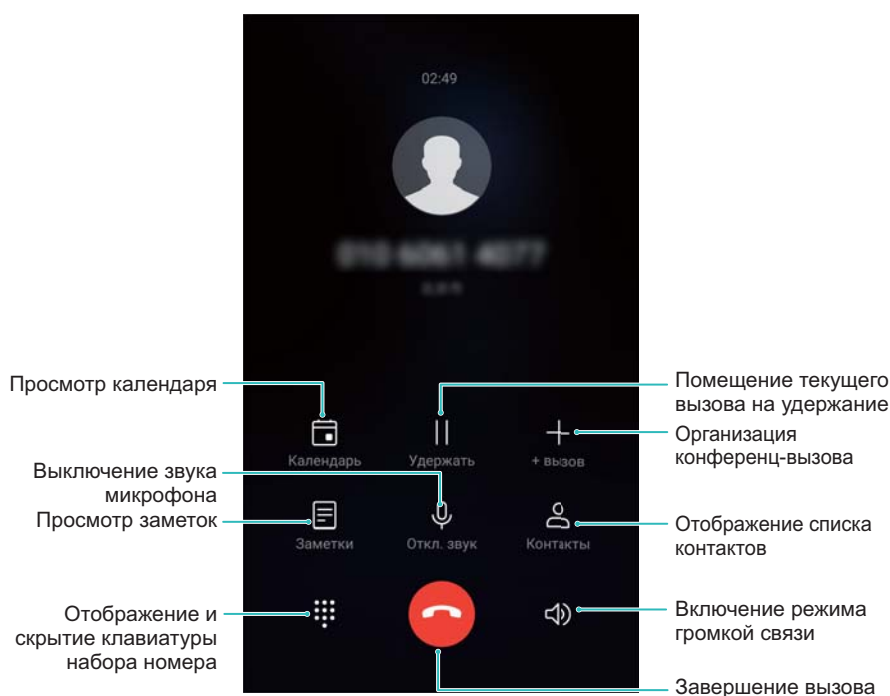 02:49
Просмотр календаря
Помещение текущего
вызова на удержание
Календарь
Удержать
+ вызов
Организация
конференц-вызова
Выключение звука
микрофона
Просмотр заметок
Заметки
Откл. звук
Контакты
Отображение списка
контактов
Отображение и
скрытие клавиатуры
набора номера
Включение режима
громкой связи
Завершение вызова